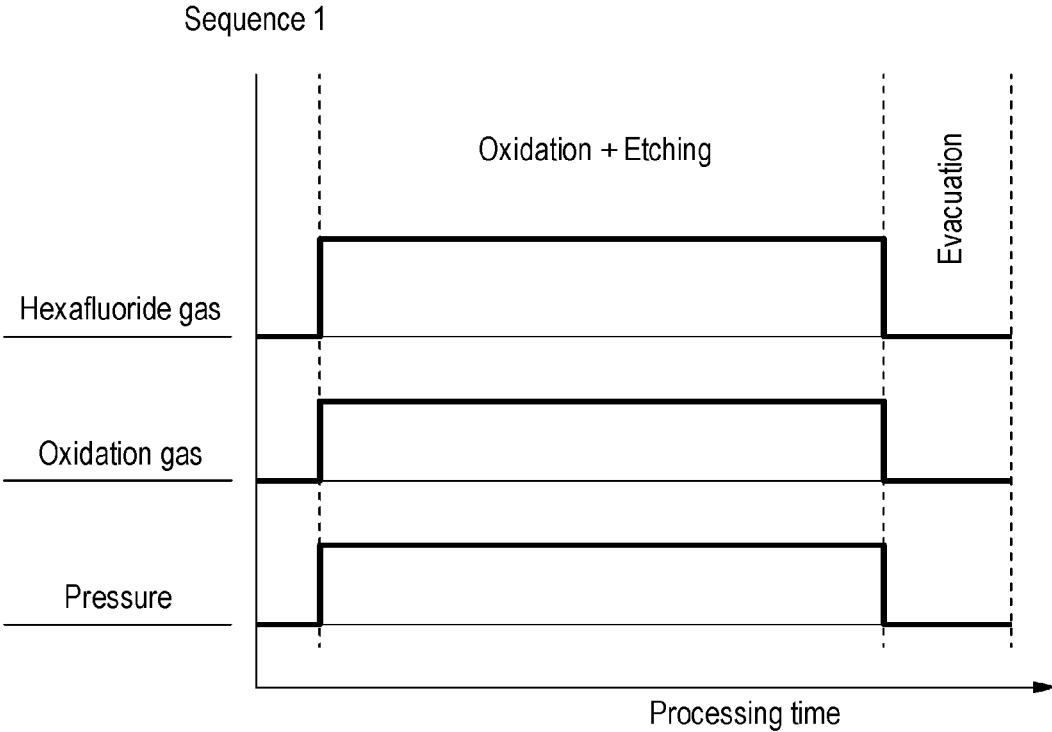 Sequence 1
Oxidation + Etching
Evacuation
Hexafluoride gas
Oxidation gas
Pressure
Processing time